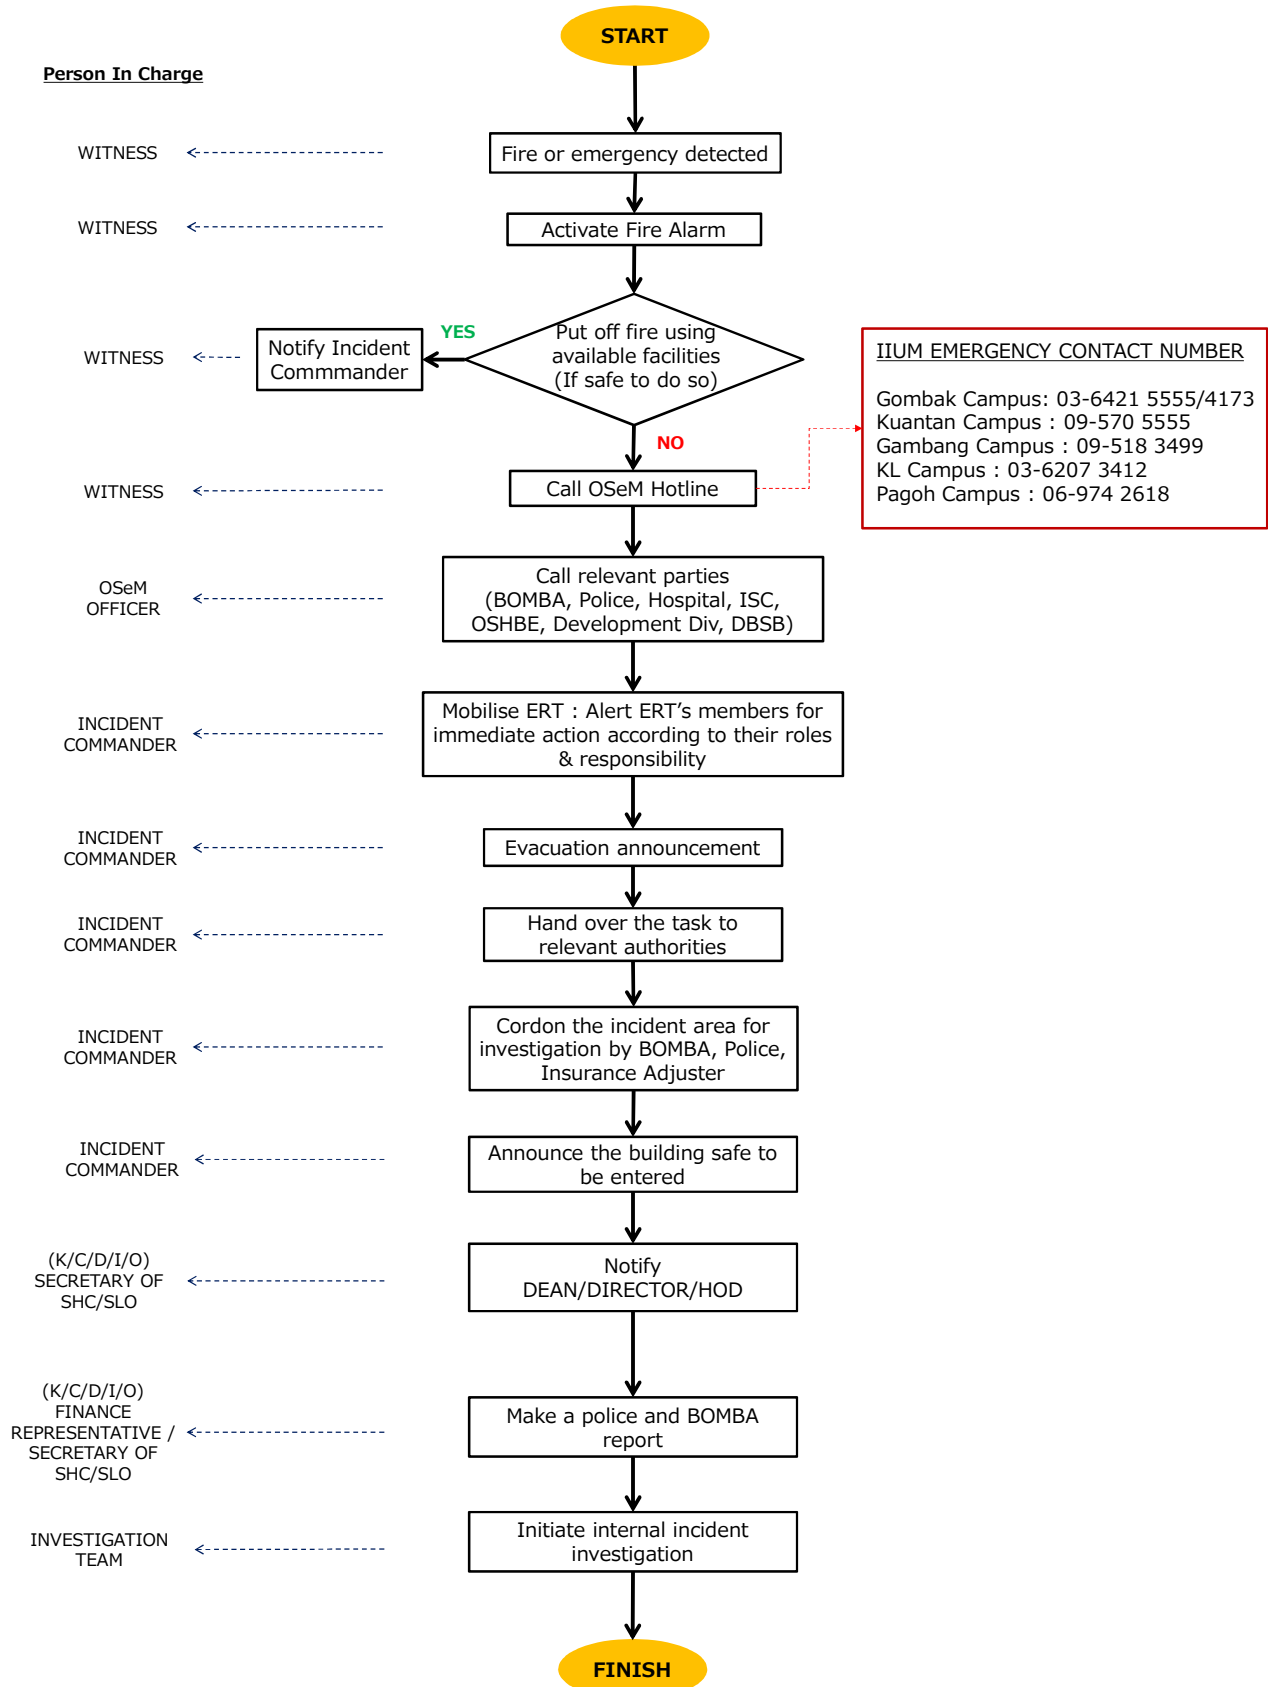 START
Person In Charge
WITNESS
Fire or emergency detected
WITNESS
Activate Fire Alarm
YES
Put off fire using
available facilities
(If safe to do so)
Notify Incident
Commmander
WITNESS
NO
IIUM EMERGENCY CONTACT NUMBER
Gombak Campus: 03-6421 5555/4173
Kuantan Campus : 09-570 5555
Gambang Campus : 09-518 3499
KL Campus : 03-6207 3412
Pagoh Campus : 06-974 2618
WITNESS
Call OSeM Hotline
OSeM
OFFICER
Call relevant parties
(BOMBA, Police, Hospital, ISC,
OSHBE, Development Div, DBSB)
INCIDENT
COMMANDER
Mobilise ERT : Alert ERT’s members for
immediate action according to their roles
& responsibility
INCIDENT
COMMANDER
Evacuation announcement
INCIDENT
COMMANDER
Hand over the task to
relevant authorities
INCIDENT
COMMANDER
Cordon the incident area for
investigation by BOMBA, Police,
Insurance Adjuster
INCIDENT
COMMANDER
Announce the building safe to
be entered
(K/C/D/I/O)
SECRETARY OF
SHC/SLO
Notify
DEAN/DIRECTOR/HOD
(K/C/D/I/O)
FINANCE
REPRESENTATIVE /
SECRETARY OF
SHC/SLO
Make a police and BOMBA
report
INVESTIGATION
TEAM
Initiate internal incident
investigation
FINISH